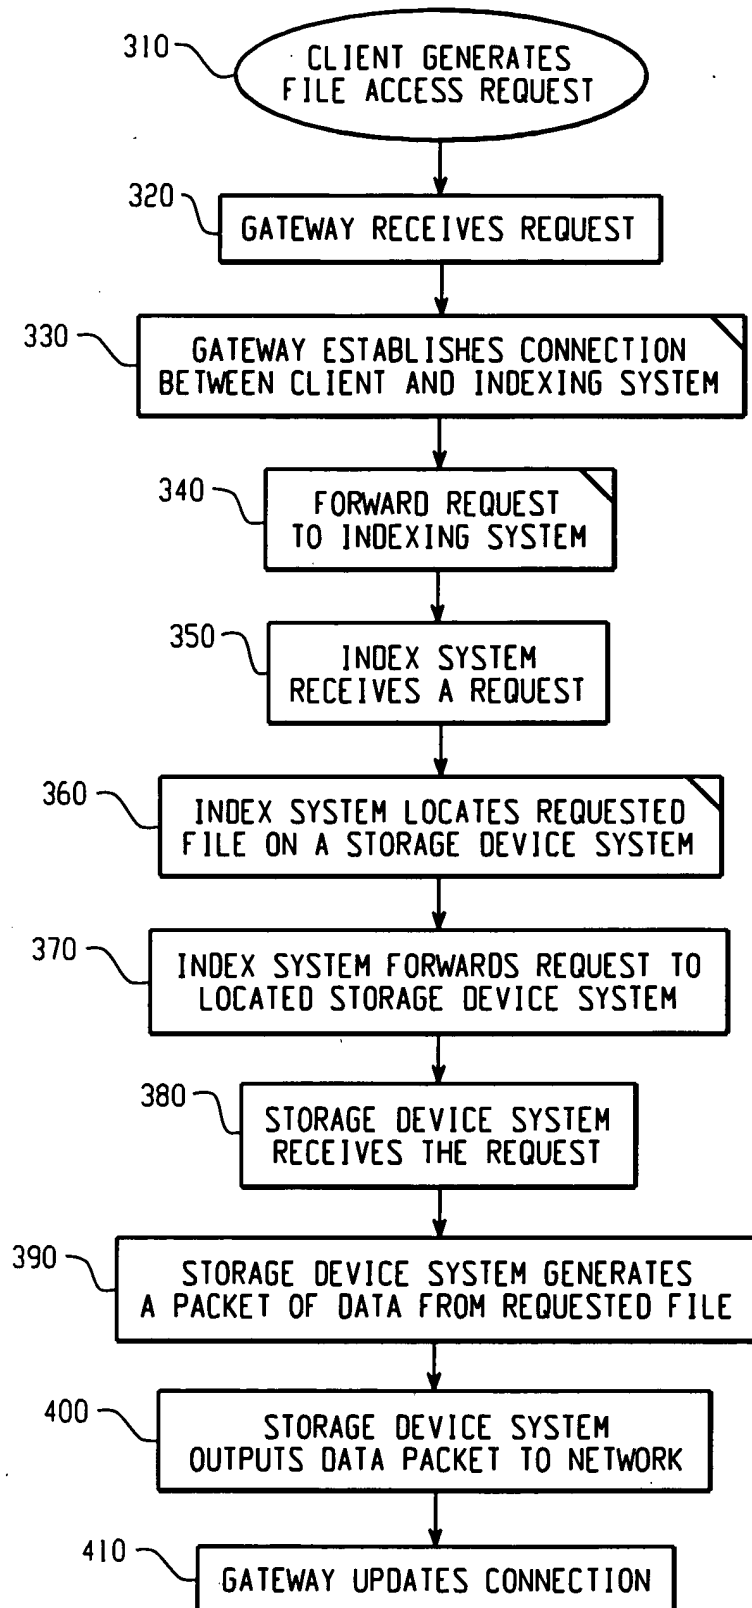 310
CLIENT GENERATES
FILE ACCESS REQUEST
320
GATEWAY RECEIVES REQUEST
330
GATEWAY ESTABLISHES CONNECTION
BETWEEN CLIENT AND INDEXING SYSTEM
340
FORWARD REQUEST
TO INDEXING SYSTEM
350
INDEX SYSTEM
RECEIVES A REQUEST
360
INDEX SYSTEM LOCATES REQUESTED
FILE ON A STORAGE DEVICE SYSTEM
370
INDEX SYSTEM FORWARDS REQUEST TO
LOCATED STORAGE DEVICE SYSTEM
380
STORAGE DEVICE SYSTEM
RECEIVES THE REQUEST
390
STORAGE DEVICE SYSTEM GENERATES
A PACKET OF DATA FROM REQUESTED FILE
400
STORAGE DEVICE SYSTEM
OUTPUTS DATA PACKET TO NETWORK
410
GATEWAY UPDATES CONNECTION